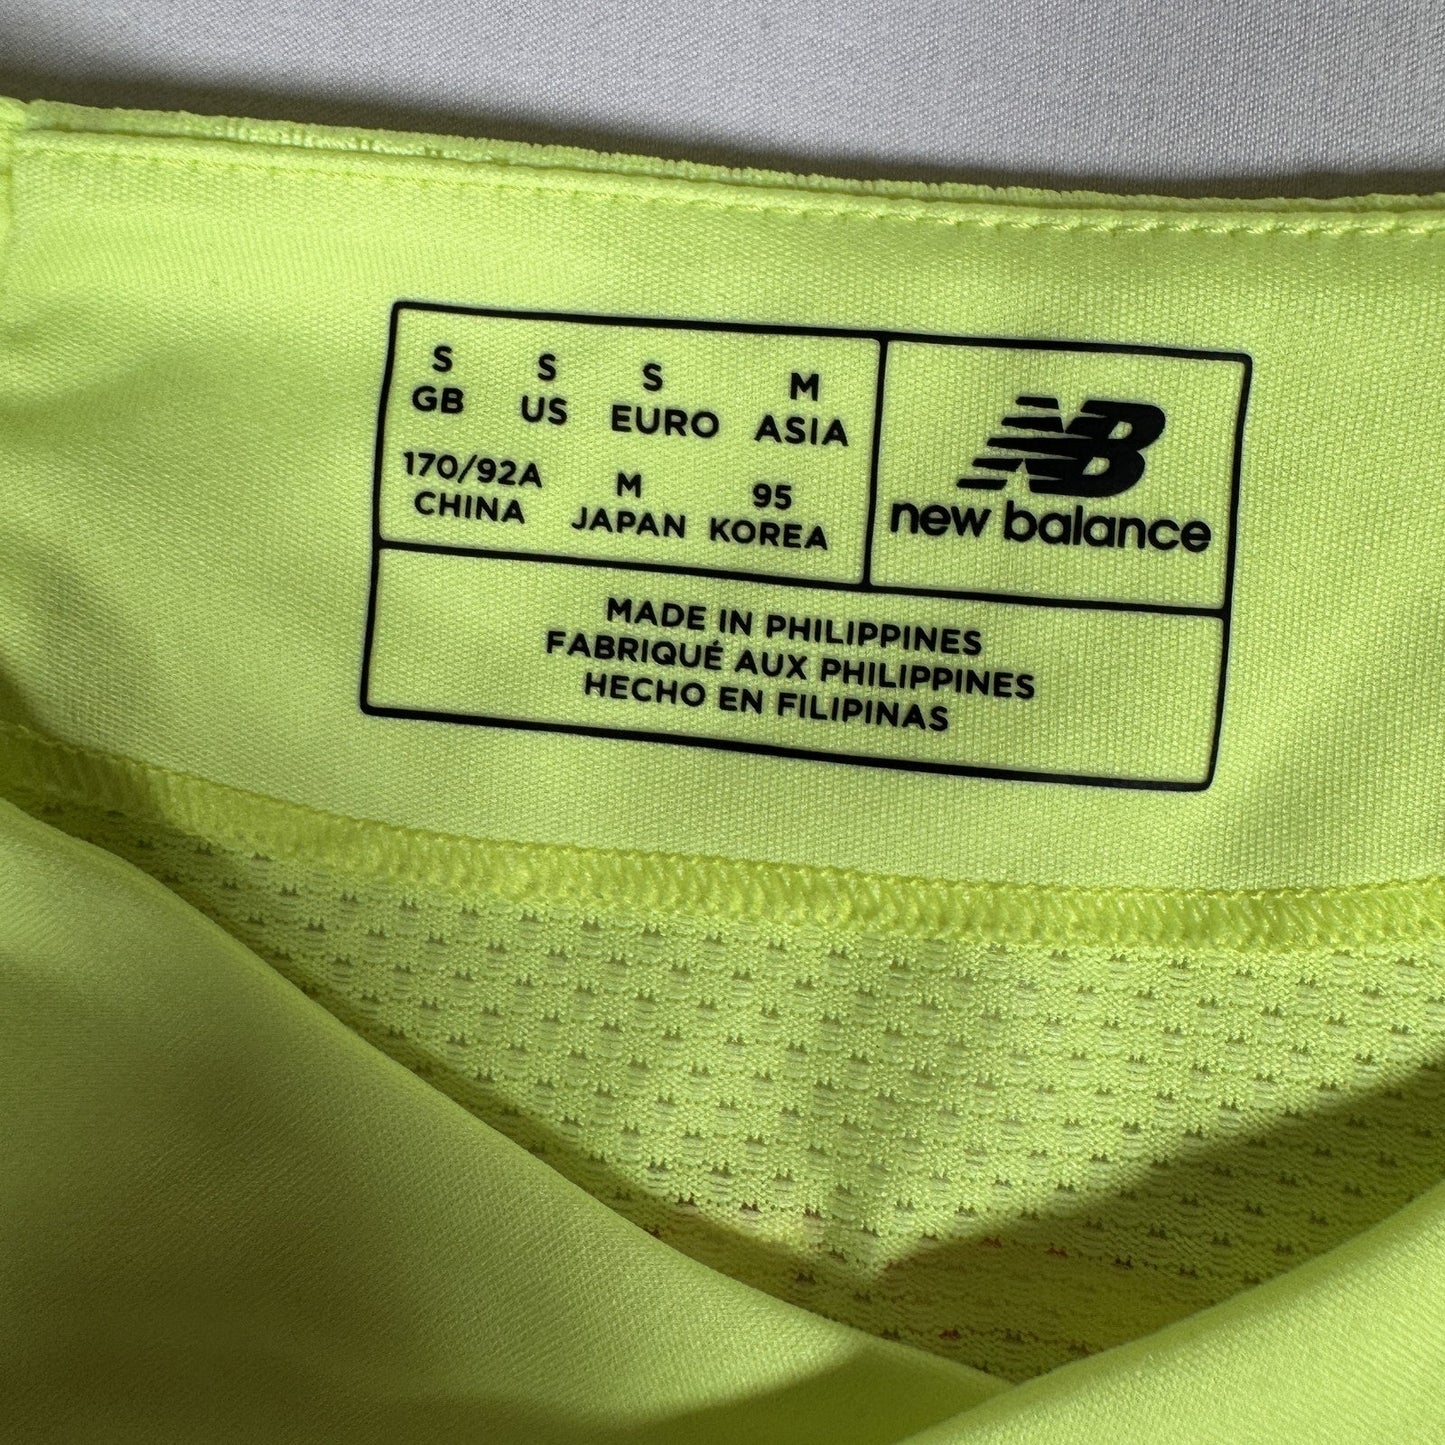 S S S M
GB US EURO ASIA
170/92A M 95
CHINA JAPAN KOREA
NB
new balance
MADE IN PHILIPPINES
FABRIQUÉ AUX PHILIPPINES
HECHO EN FILIPINAS